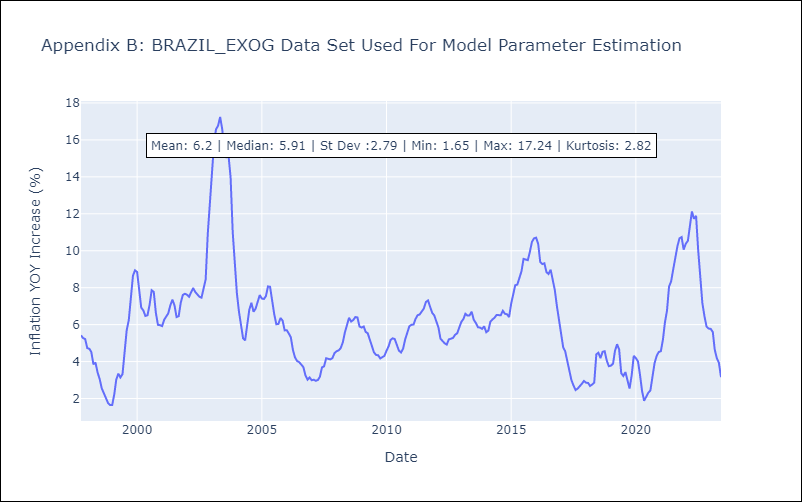 Appendix B: BRAZIL_EXOG Data Set Used For Model Parameter Estimation
18
Mean: 6.2 | Median: 5.91 | St Dev :2.79 | Min: 1.65 | Max: 17.24 | Kurtosis: 2.82
16
14
12
10
8
6
4
2
Inflation YOY Increase (%)
2000 2005 2010 2015 2020
Date